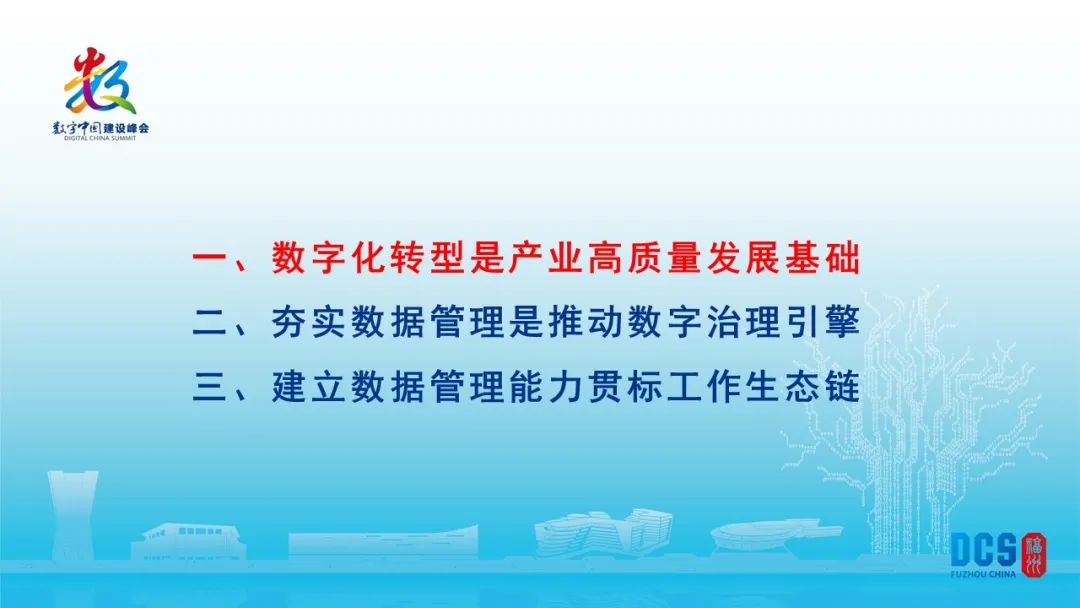 数
数字中国建设峰会
DIGITAL CHINA SUMMIT
一、数字化转型是产业高质量发展基础
二、夯实数据管理是推动数字治理引擎
三、建立数据管理能力贯标工作生态链
DCS 福州
FUZHOU CHINA